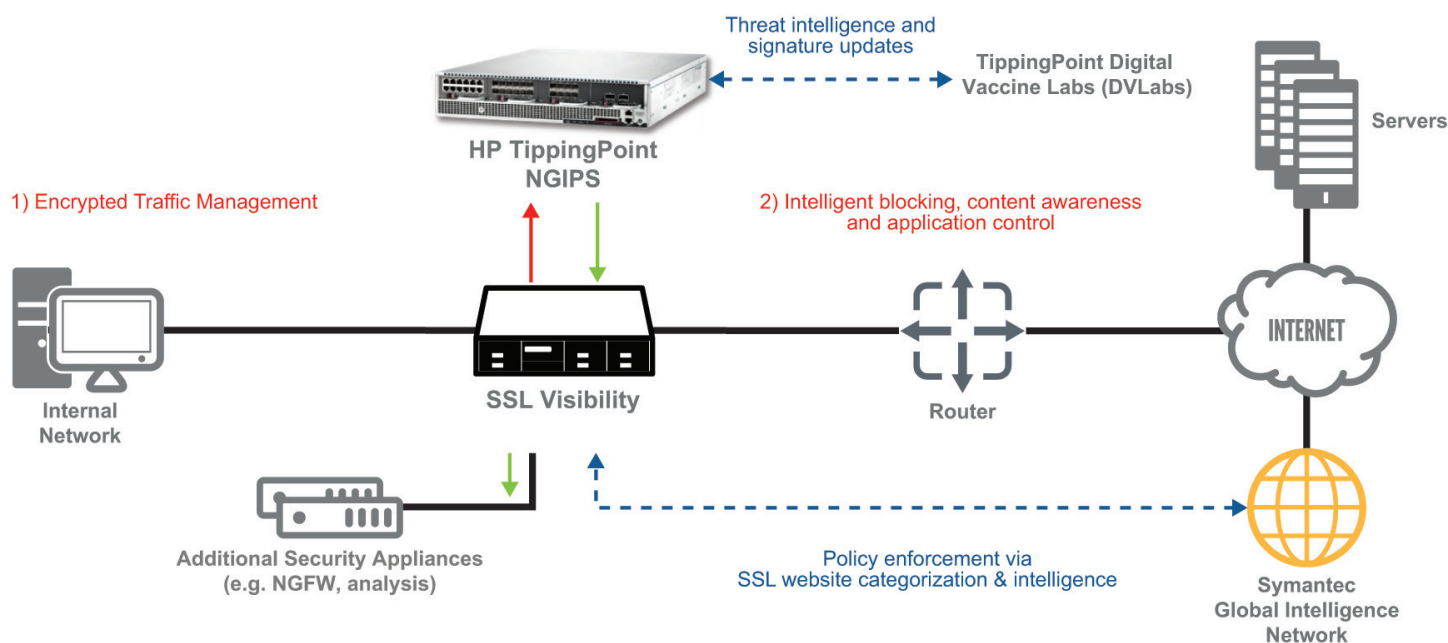 Threat intelligence and
signature updates
TippingPoint Digital
Vaccine Labs (DVLabs)
Servers
HP TippingPoint
NGIPS
1) Encrypted Traffic Management
2) Intelligent blocking, content awareness
and application control
INTERNET
Internal
Network
SSL Visibility
Router
Additional Security Appliances
(e.g. NGFW, analysis)
Policy enforcement via
SSL website categorization & intelligence
Symantec
Global Intelligence
Network